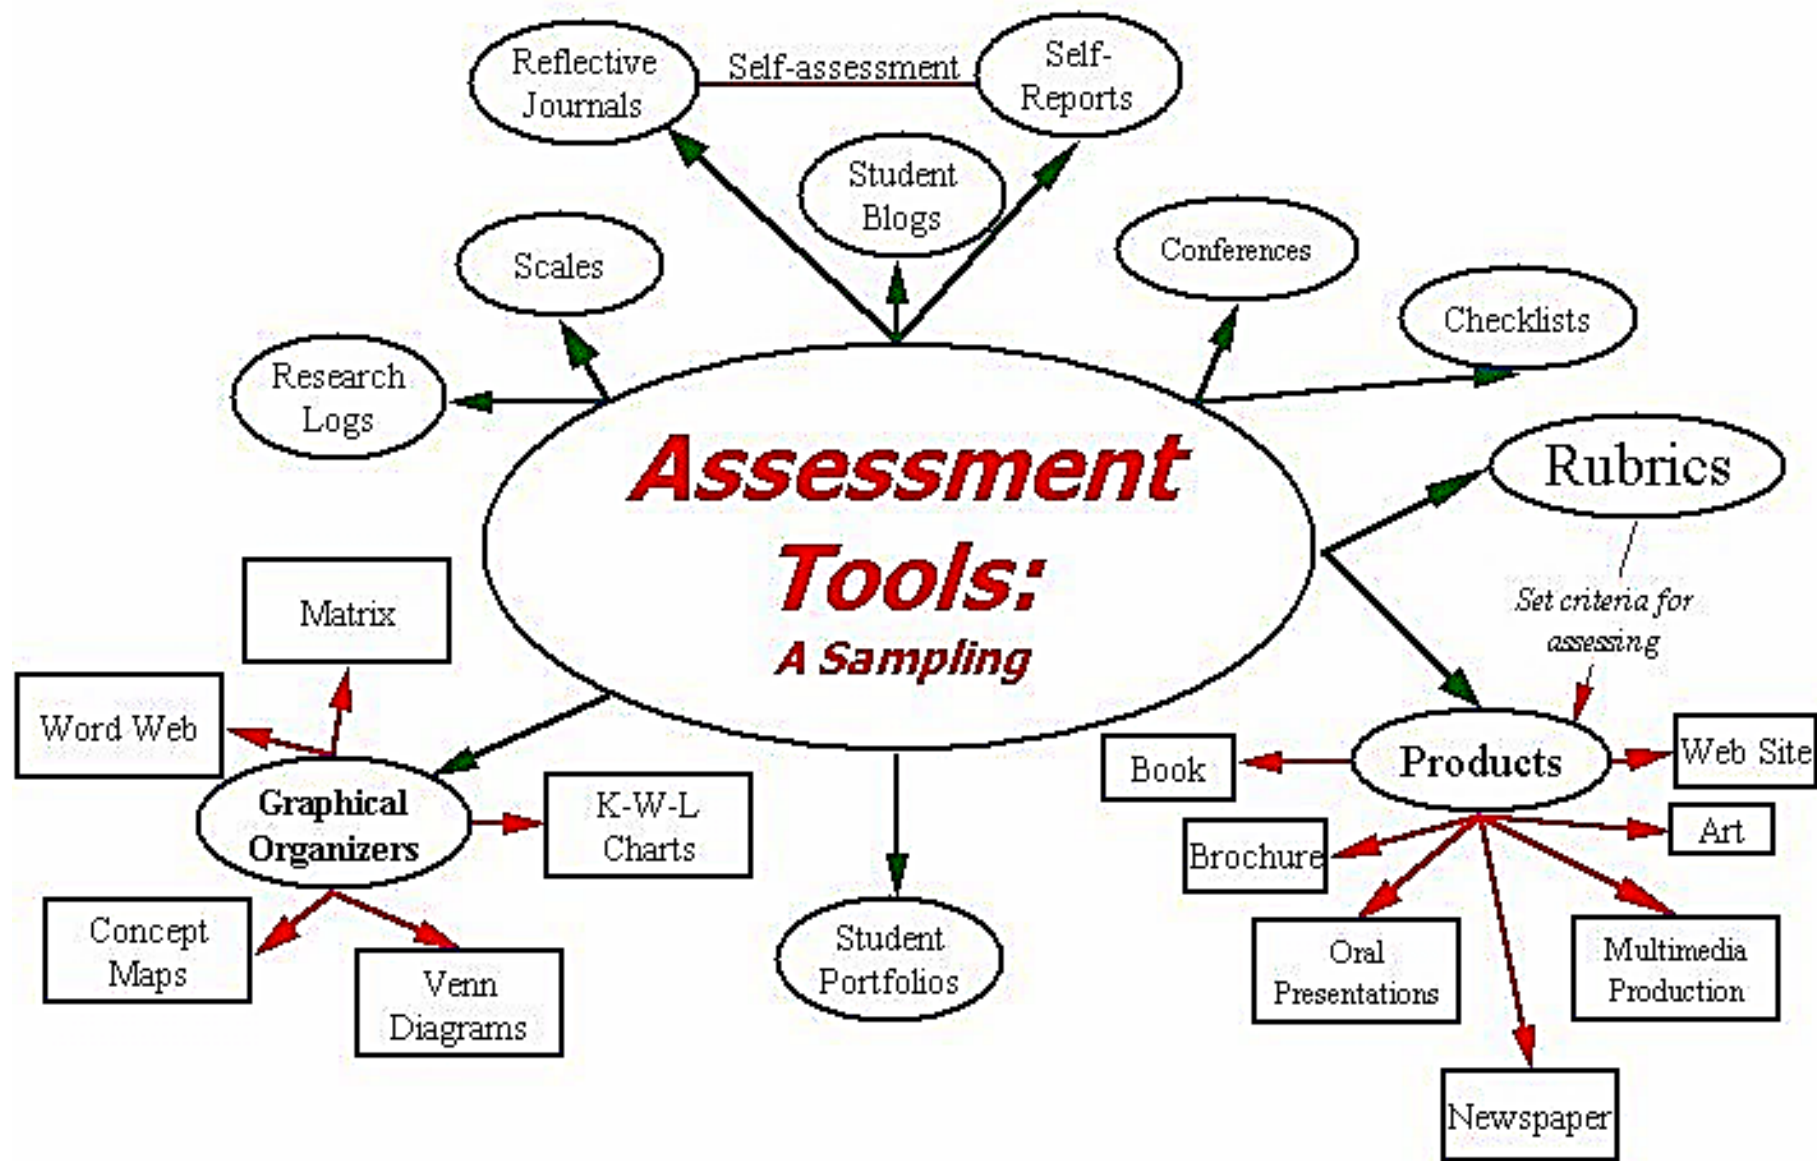 Reflective
Journals
Self-assessment
Self-
Reports
Student
Blogs
Scales
Conferences
Checklists
Research
Logs
Rubrics
Assessment
Tools:
A Sampling
Set criteria for
assessing
Matrix
Word Web
Graphical
Organizers
K-W-L
Charts
Concept
Maps
Venn
Diagrams
Student
Portfolios
Products
Book
Web Site
Brochure
Art
Oral
Presentations
Multimedia
Production
Newspaper